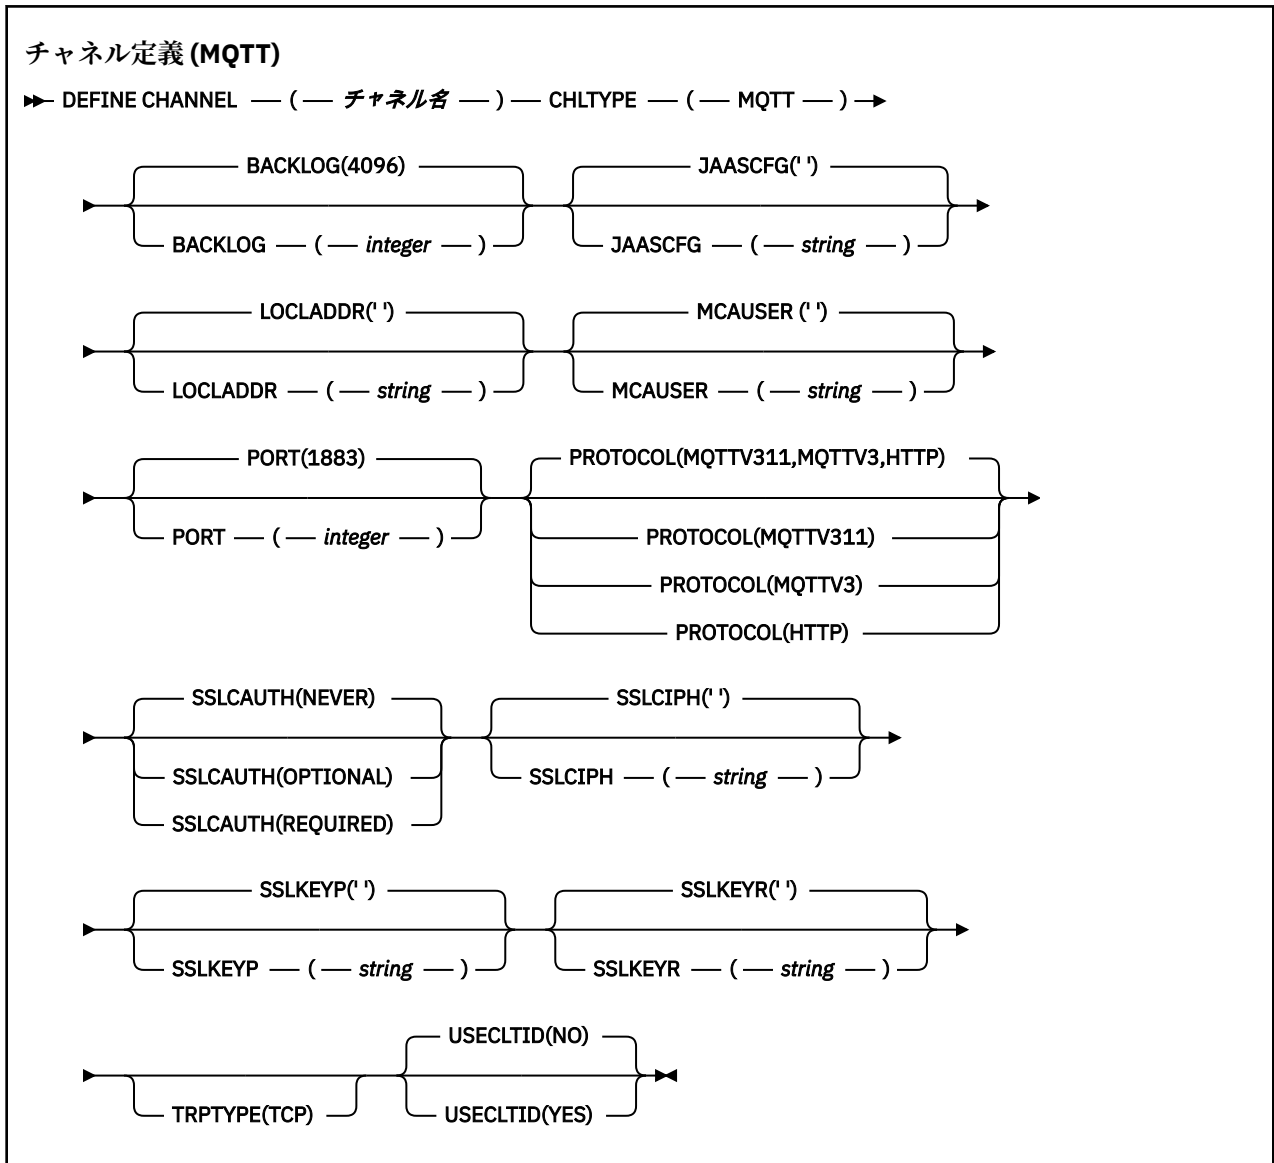 チャネル定義 (MQTT)
DEFINE CHANNEL ( チャネル名 ) CHLTYPE ( MQTT )
BACKLOG(4096) JAASCFG(' ')
BACKLOG ( integer ) JAASCFG ( string )
LOCLADDR(' ') MCAUSER (' ')
LOCLADDR ( string ) MCAUSER ( string )
PORT(1883) PROTOCOL(MQTTV311,MQTTV3,HTTP)
PORT ( integer ) PROTOCOL(MQTTV311)
PROTOCOL(MQTTV3)
PROTOCOL(HTTP)
SSLCAUTH(NEVER) SSLCIPH(' ')
SSLCAUTH(OPTIONAL) SSLCIPH ( string )
SSLCAUTH(REQUIRED)
SSLKEYP(' ') SSLKEYR(' ')
SSLKEYP ( string ) SSLKEYR ( string )
USECLTID(NO)
TRPTYPE(TCP) USECLTID(YES)